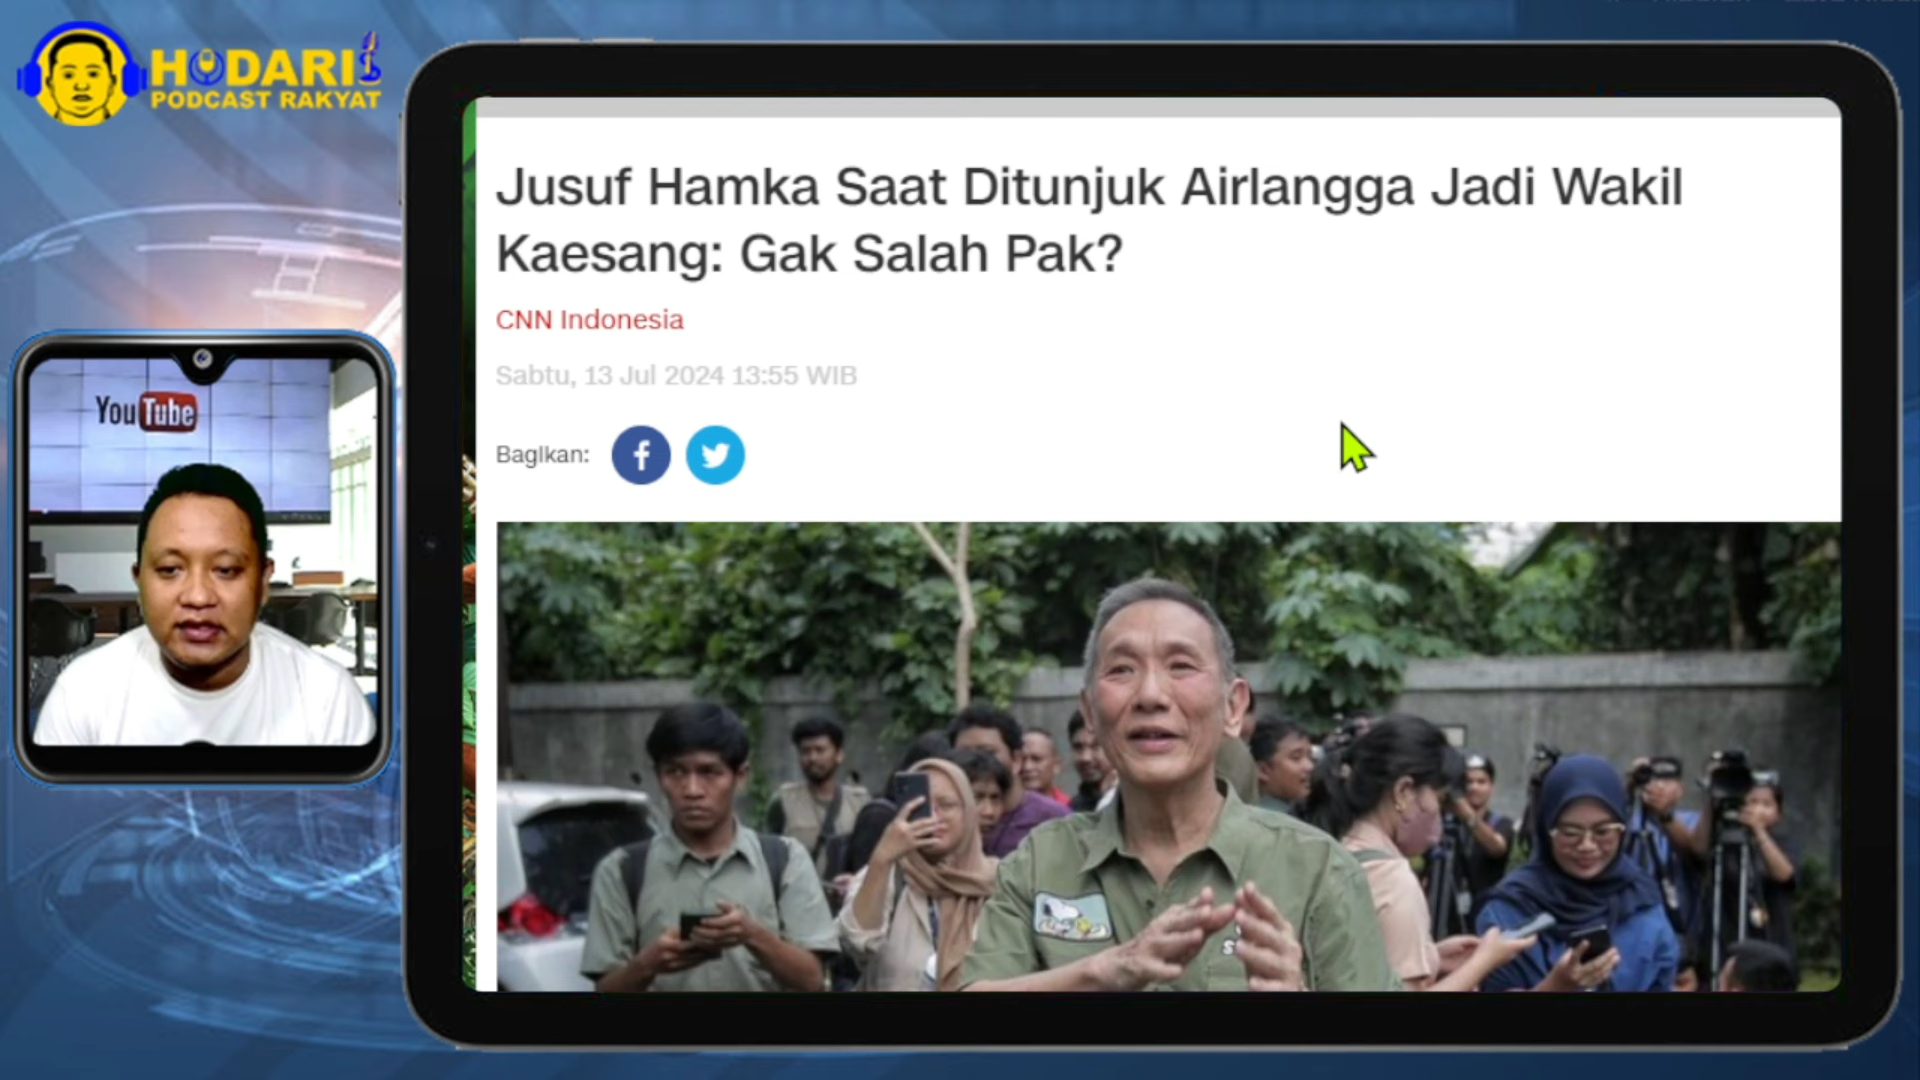 HODARI
PODCAST RAKYAT
YouTube
Jusuf Hamka Saat Ditunjuk Airlangga Jadi Wakil
Kaesang: Gak Salah Pak?
CNN Indonesia
Sabtu, 13 Jul 2024 13:55 WIB
Bagikan: